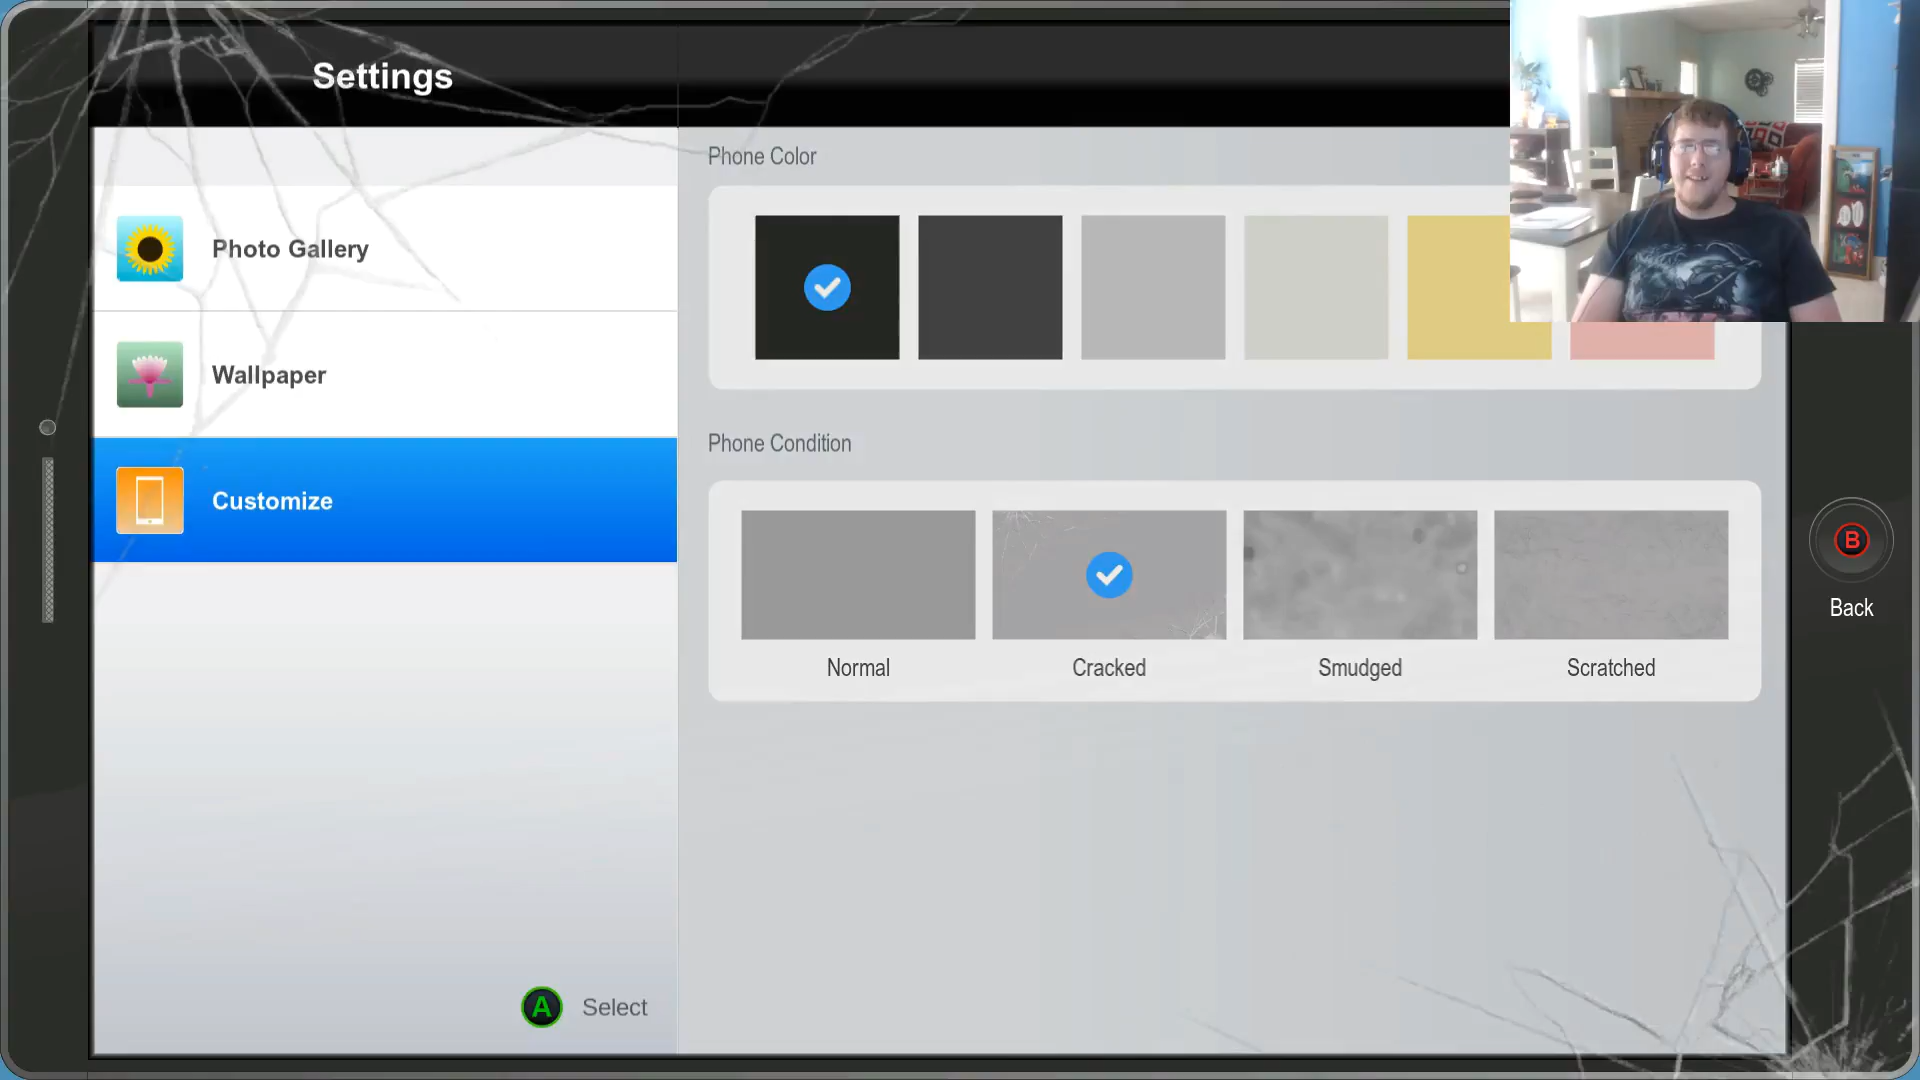 Settings
Photo Gallery
Wallpaper
Customize
A Select
Phone Color
Phone Condition
Normal
Cracked
Smudged
Scratched
B
Back